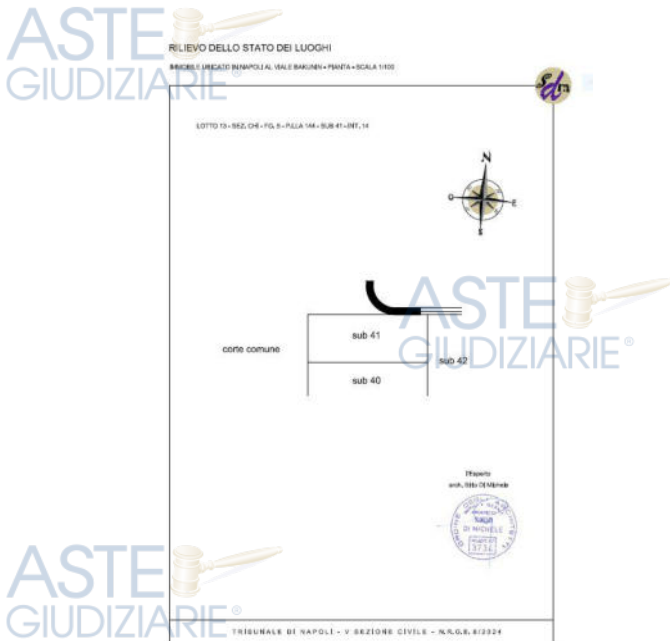 ASTE
GIUDIZIARIE®
RILIEVO DELLO STATO DEI LUOGHI
IMMOBILE UBICATO IN NAPOLI AL VIALE BAKUNIN - PIANTA - SCALA 1/100
sdm
LOTTO 13 - SEZ. CHI - FG. 5 - P.LLA 144 - SUB 41 - INT. 14
N
O
E
S
ASTE
GIUDIZIARIE®
sub 41
corte comune
sub 42
sub 40
l'Esperto
arch. Rita Di Michele
DI MICHELE
3734
ASTE
GIUDIZIARIE®
TRIBUNALE DI NAPOLI - V SEZIONE CIVILE - N.R.G.E. 8/2024